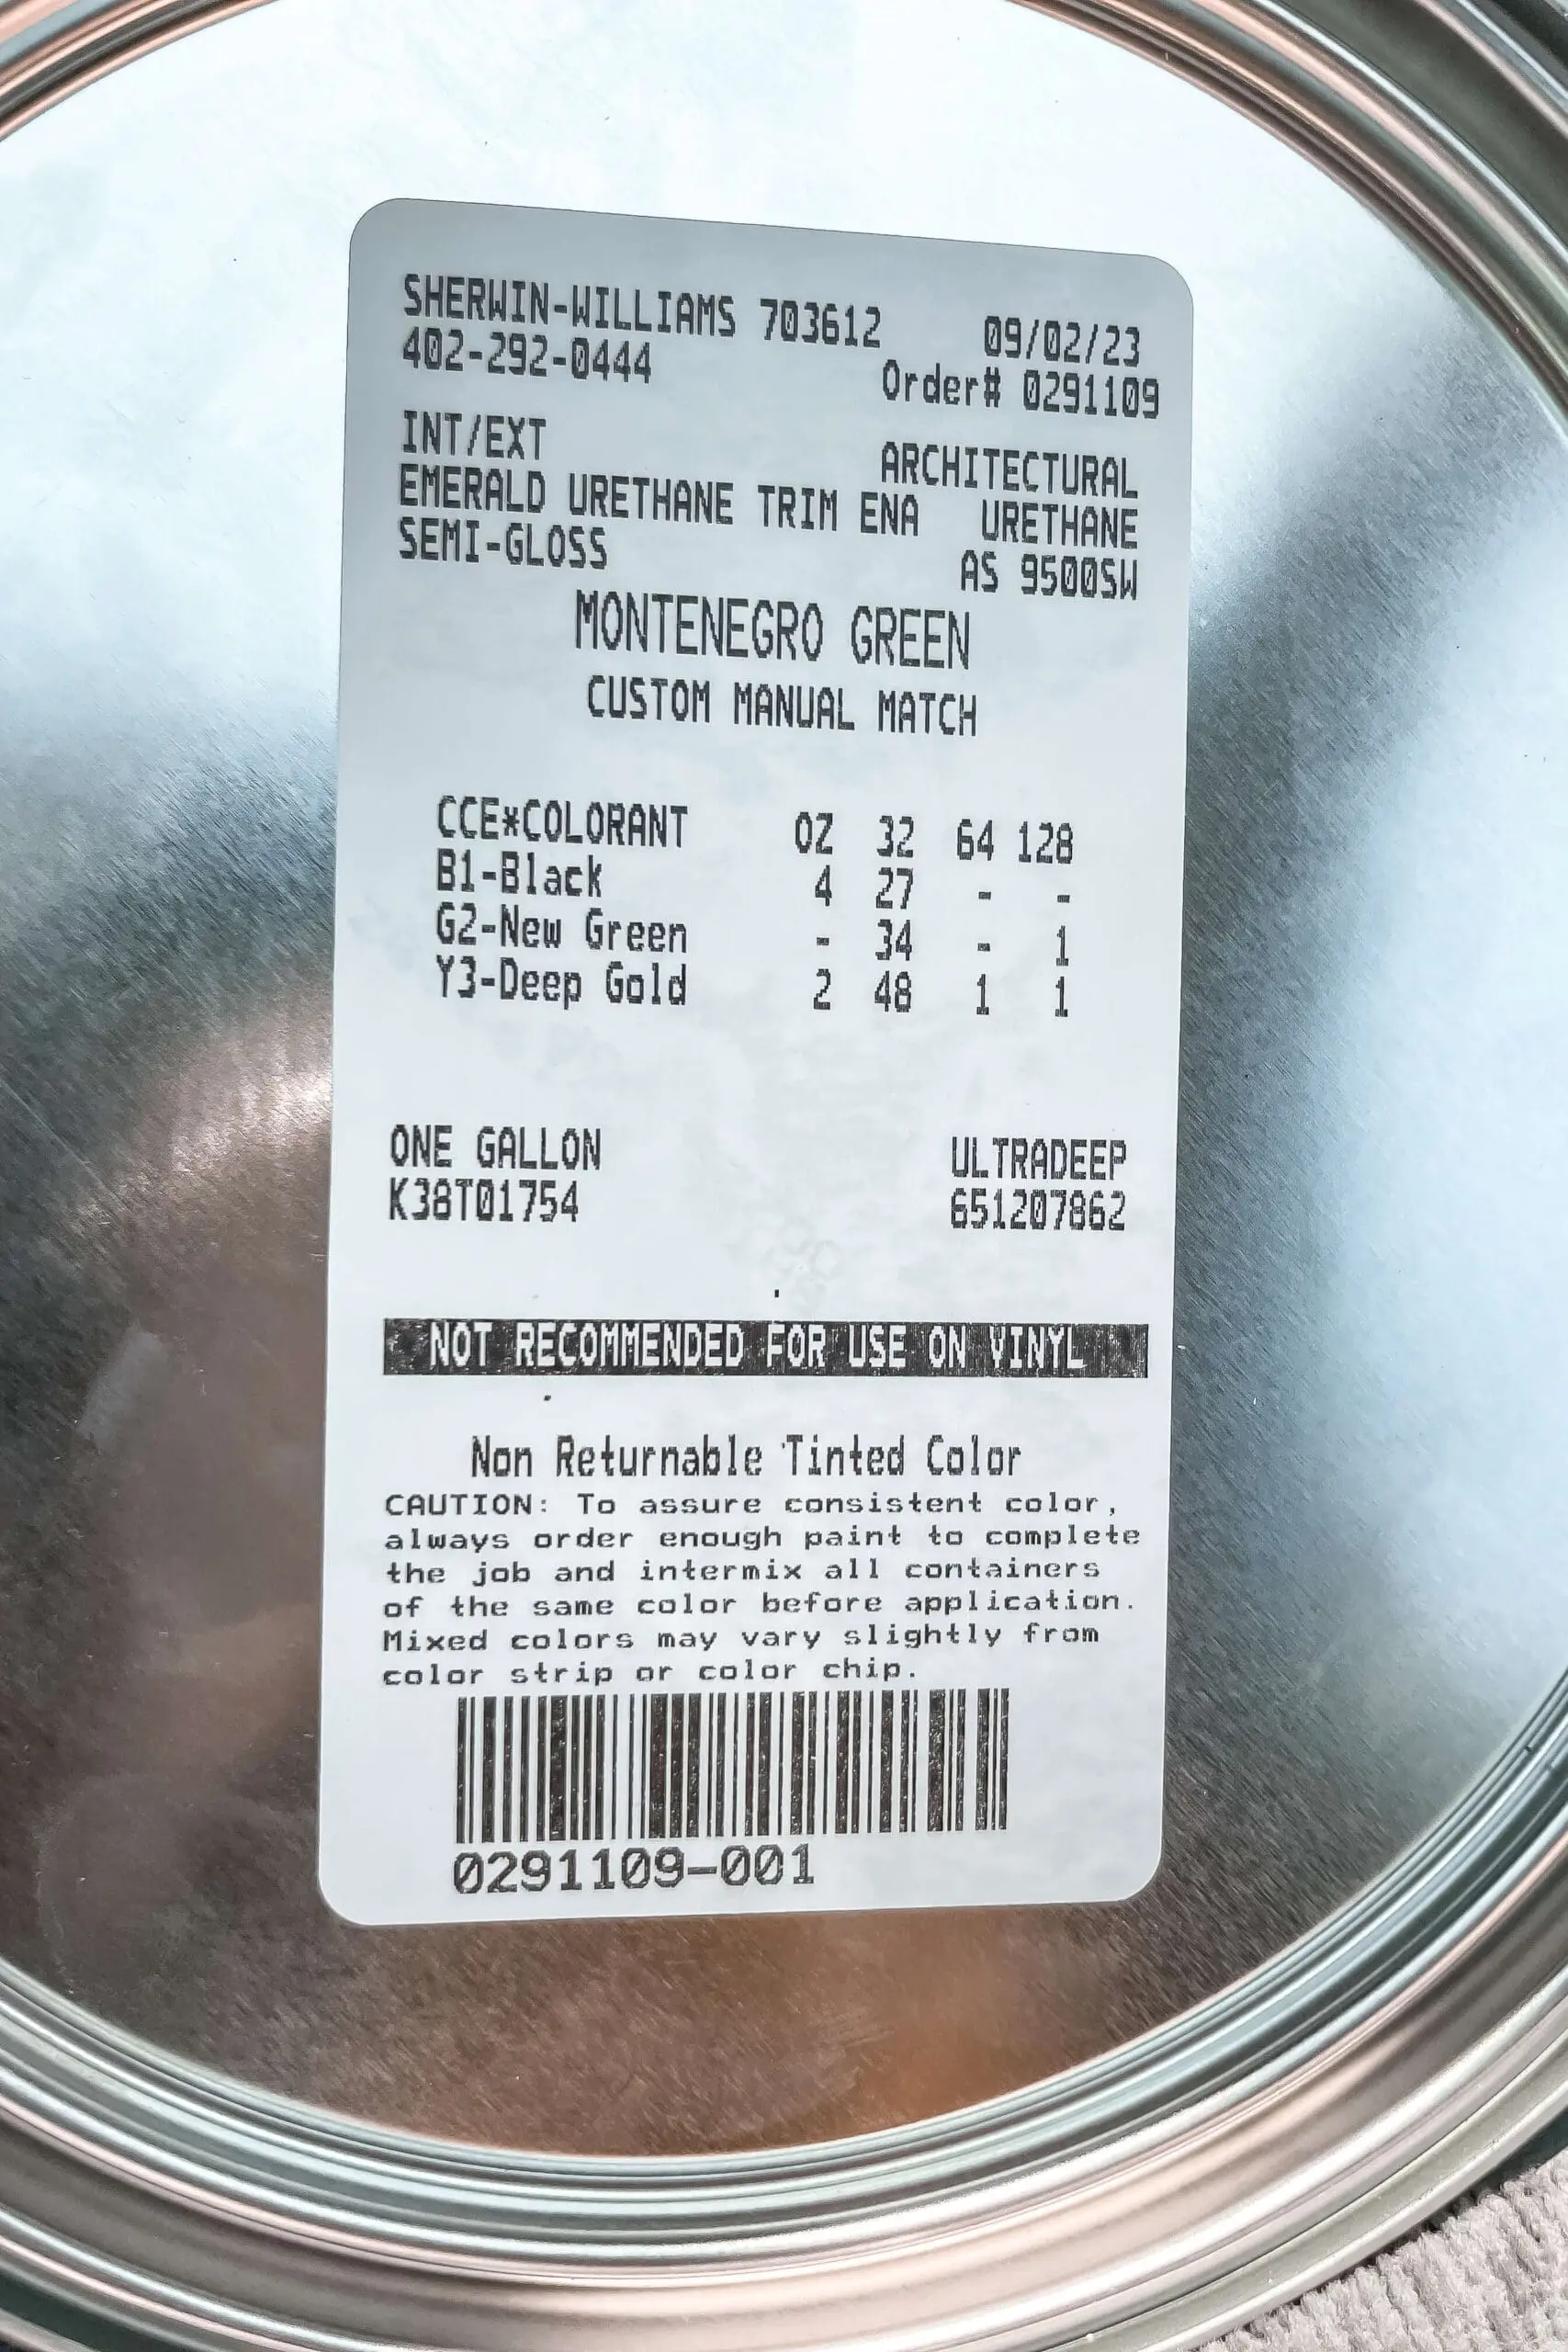 SHERWIN-WILLIAMS 703612 09/02/23
402-292-0444 Order# 0291109
INT/EXT ARCHITECTURAL
EMERALD URETHANE TRIM ENA URETHANE
SEMI-GLOSS AS 9500SW
MONTENEGRO GREEN
CUSTOM MANUAL MATCH
CCE*COLORANT OZ 32 64 128
B1-Black 4 27 - -
G2-New Green - 34 - 1
Y3-Deep Gold 2 48 1 1
ONE GALLON ULTRADEEP
K38T01754 651207862
NOT RECOMMENDED FOR USE ON VINYL
Non Returnable Tinted Color
CAUTION: To assure consistent color,
always order enough paint to complete
the job and intermix all containers
of the same color before application.
Mixed colors may vary slightly from
color strip or color chip.
0291109-001